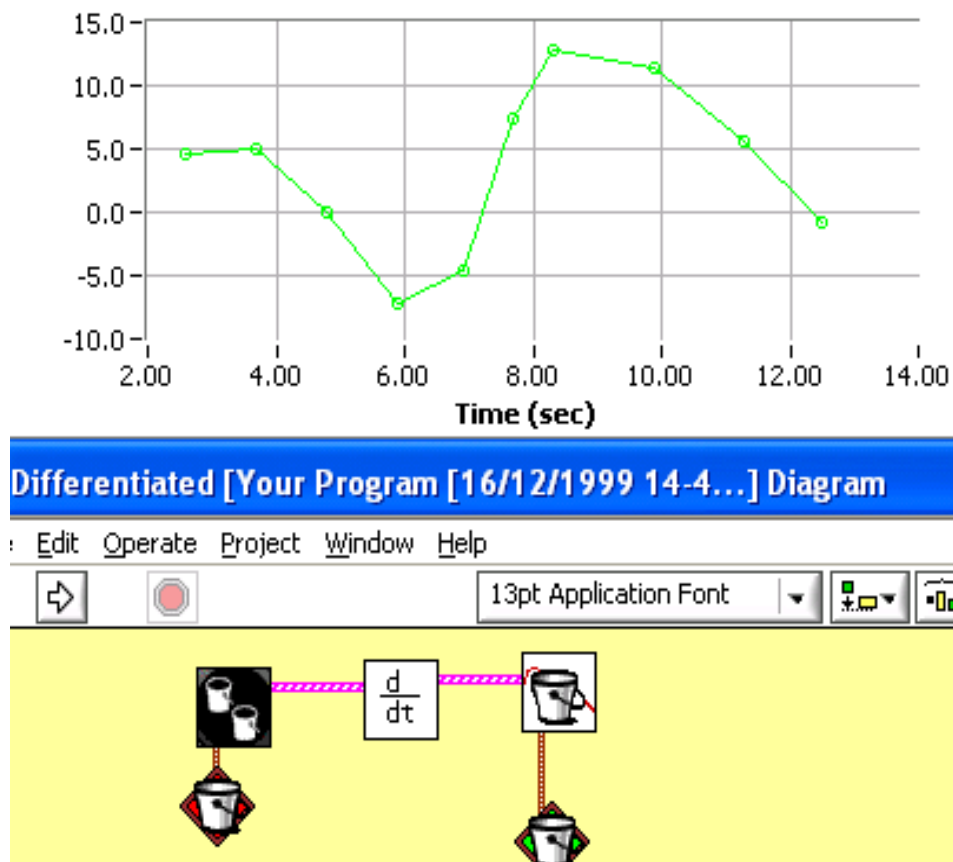 15.0
10.0
5.0
0.0
-5.0
-10.0
2.00 4.00 6.00 8.00 10.00 12.00 14.00
Time (sec)
Differentiated [Your Program [16/12/1999 14-4...] Diagram
Edit Operate Project Window Help
13pt Application Font
d
dt